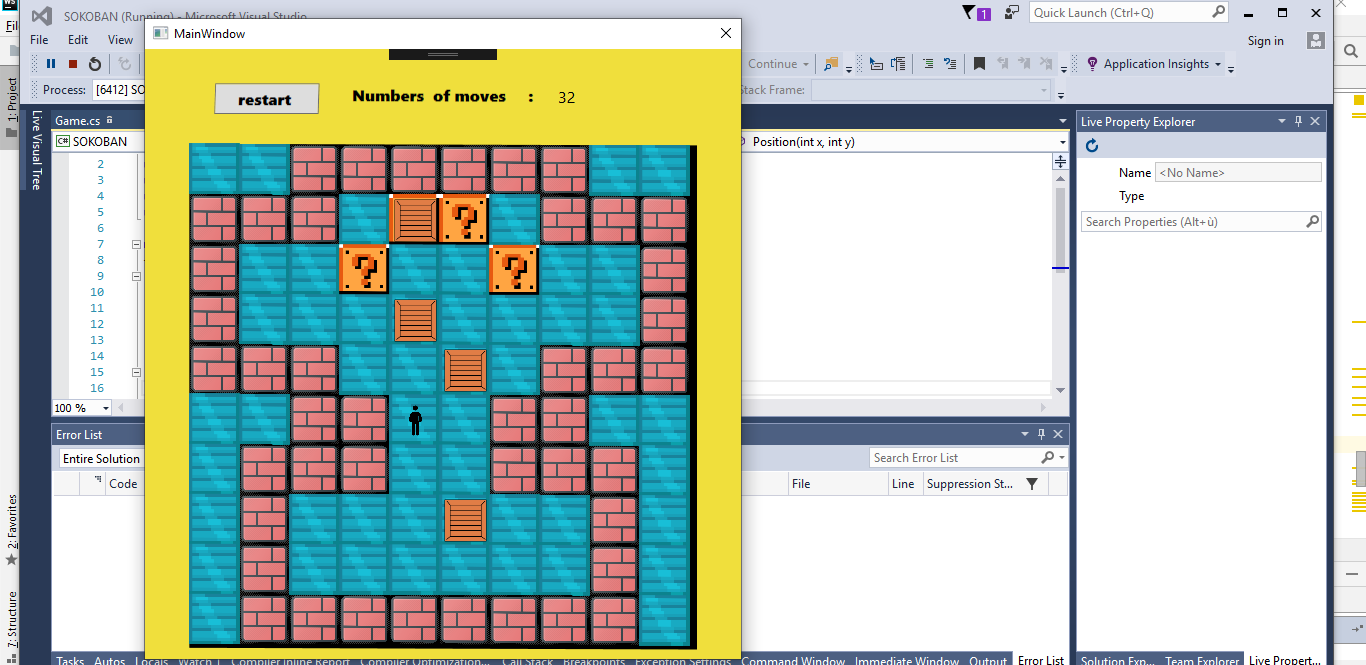 SOKOBAN (Running) - Microsoft Visual Studio
1
Quick Launch (Ctrl+Q)
MainWindow
File Edit View
Sign in
Continue
Application Insights
Process: [6412] SO
Stack Frame:
restart
Numbers of moves : 32
1: Project
Live Visual Tree
Game.cs
C# SOKOBAN
Position(int x, int y)
2
3
4
5
6
7
8
9
10
11
12
13
14
15
16
100 %
Live Property Explorer
Name <No Name>
Type
Search Properties (Alt+ù)
?
? ?
Error List
Entire Solution
Search Error List
Code
File Line Suppression St...
2: Favorites
7: Structure
Tasks Autos Locals Watch 1 Compiler Inline Report Compiler Optimization... Call Stack Breakpoints Exception Settings Command Window Immediate Window Output Error List
Solution Exp... Team Explorer Live Propert...